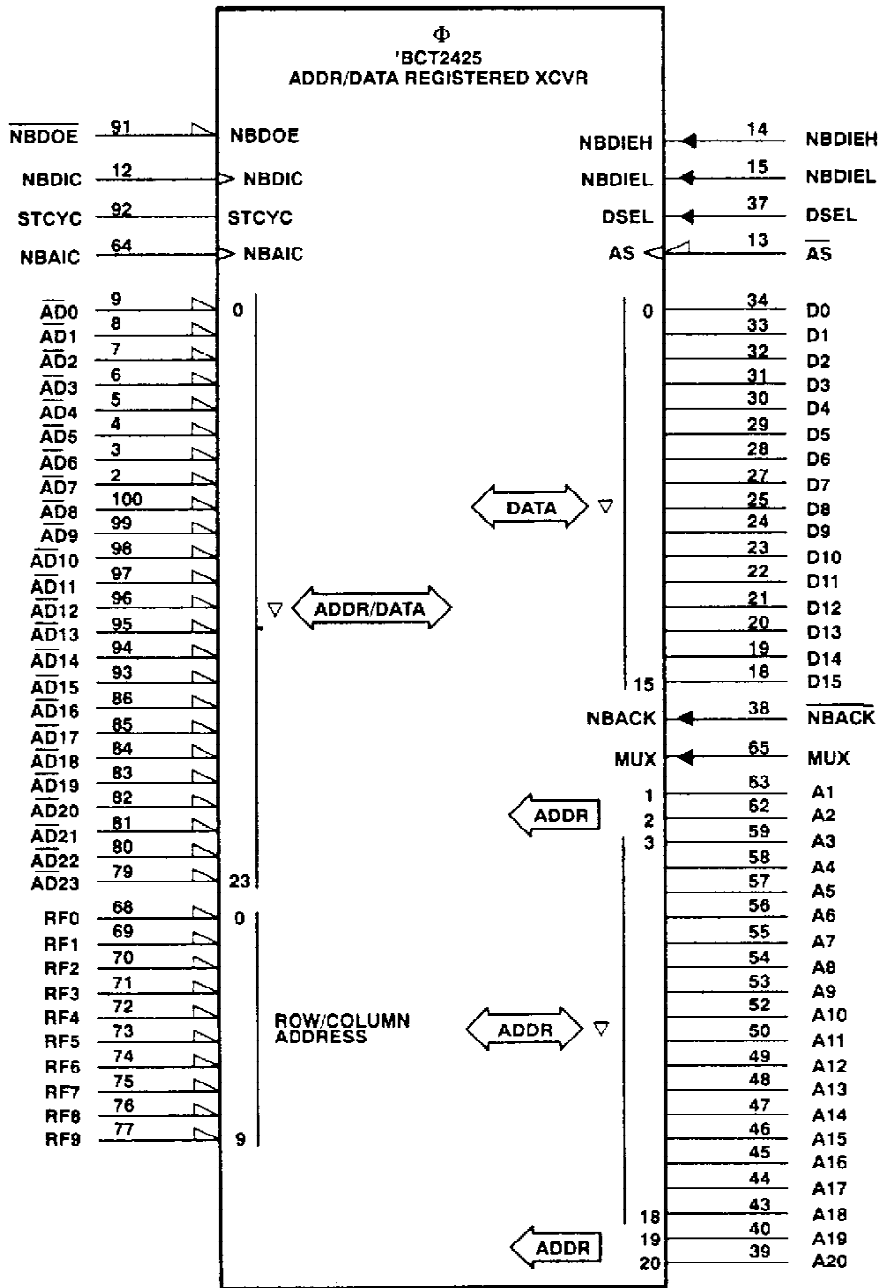 Φ
'BCT2425
ADDR/DATA REGISTERED XCVR
NBDOE 91 NBDOE
NBDIEH 14 NBDIEH
NBDIC 12 NBDIC
NBDIEL 15 NBDIEL
STCYC 92 STCYC
DSEL 37 DSEL
NBAIC 64 NBAIC
AS 13 AS
AD0 9 0
AD1 8
AD2 7
AD3 6
AD4 5
AD5 4
AD6 3
AD7 2
AD8 100
AD9 99
AD10 98
AD11 97
AD12 96
AD13 95
AD14 94
AD15 93
AD16 86
AD17 85
AD18 84
AD19 83
AD20 82
AD21 81
AD22 80
AD23 79 23
ADDR/DATA
RF0 68 0
RF1 69
RF2 70
RF3 71
RF4 72
RF5 73
RF6 74
RF7 75
RF8 76
RF9 77 9
ROW/COLUMN
ADDRESS
0 34 D0
33 D1
32 D2
31 D3
30 D4
29 D5
28 D6
27 D7
25 D8
24 D9
23 D10
22 D11
21 D12
20 D13
19 D14
15 18 D15
DATA
NBACK 38 NBACK
MUX 65 MUX
1 63 A1
ADDR
2 62 A2
3 59 A3
58 A4
57 A5
56 A6
55 A7
54 A8
53 A9
52 A10
50 A11
49 A12
48 A13
47 A14
46 A15
45 A16
44 A17
18 43 A18
ADDR
19 40 A19
20 39 A20
ADDR